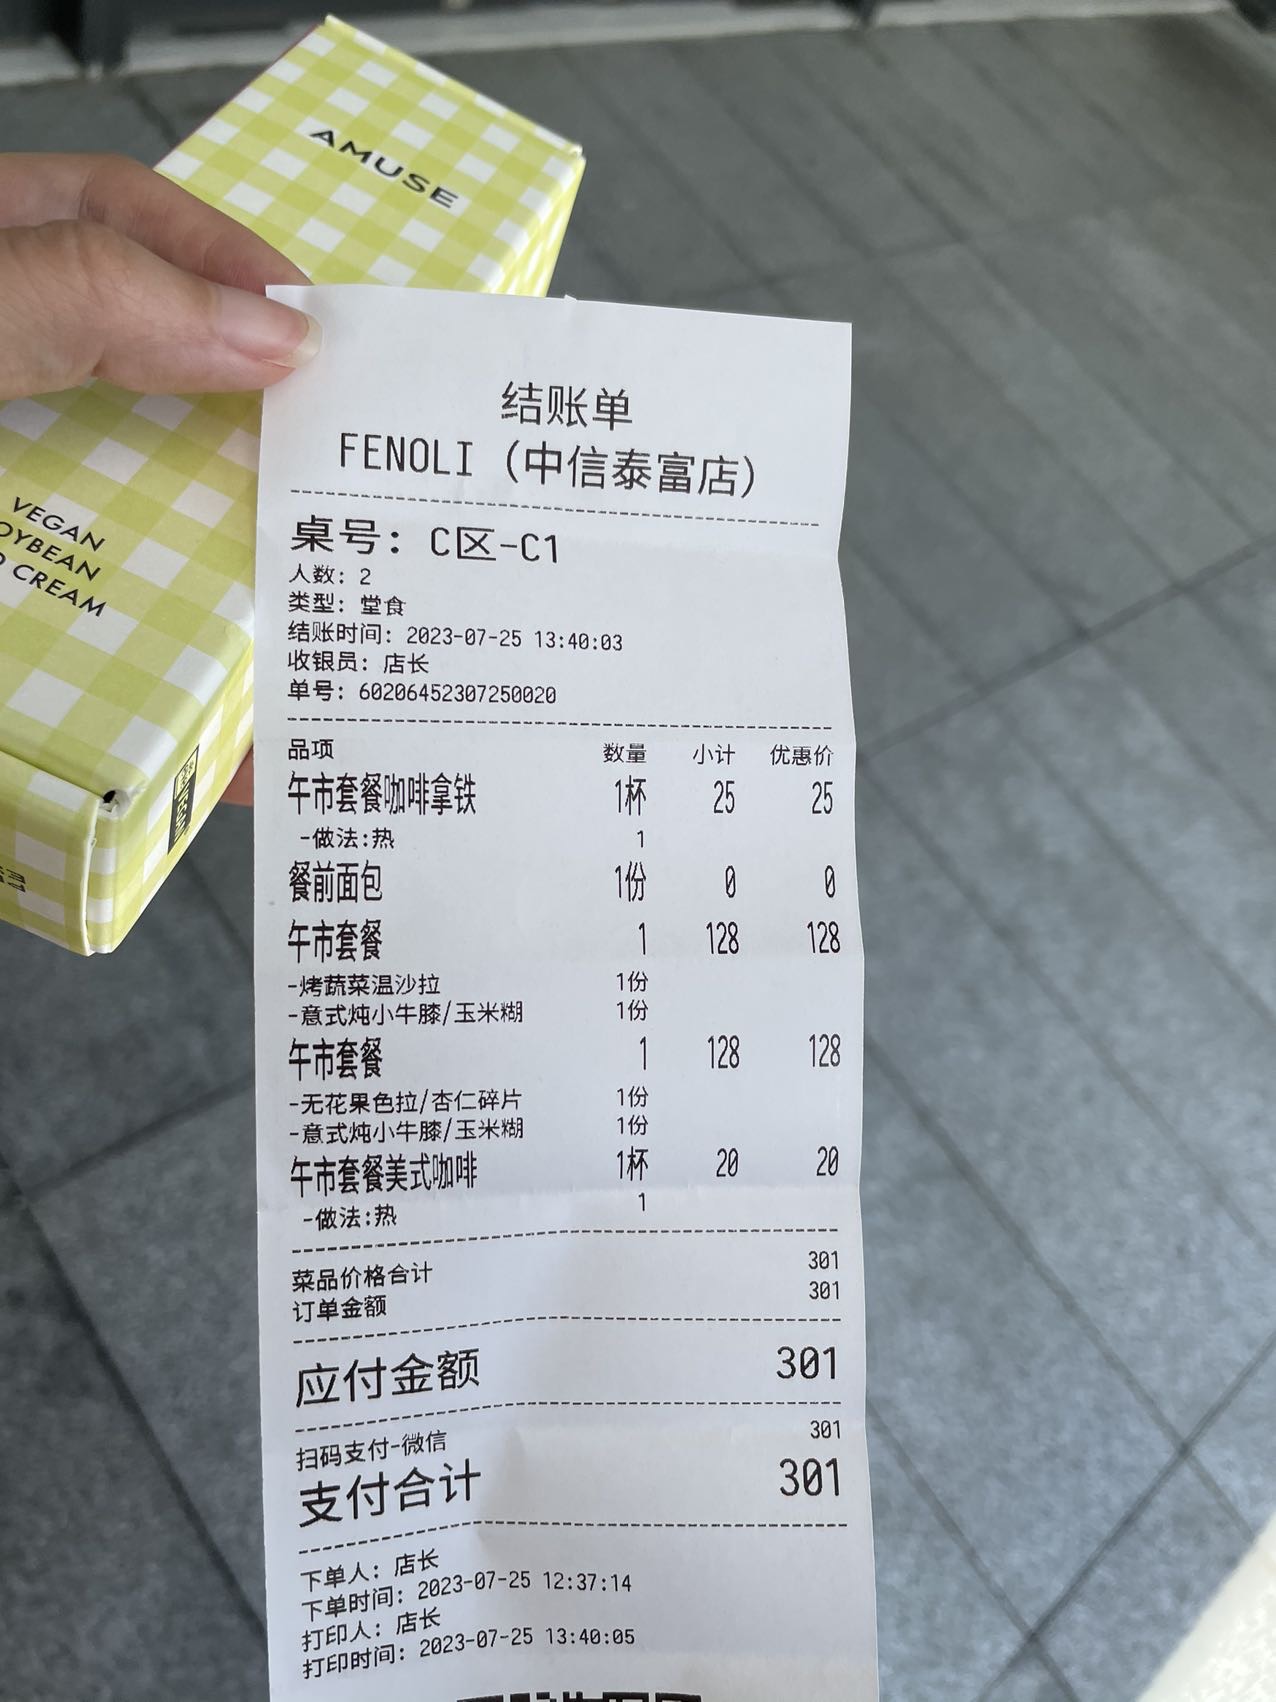 AMUSE
VEGAN
OYBEAN
CREAM
结账单
FENOLI（中信泰富店）
桌号：C区-C1
人数：2
类型：堂食
结账时间：2023-07-25 13:40:03
收银员：店长
单号：602064523072500​20
品项 数量 小计 优惠价
午市套餐咖啡拿铁 1杯 25 25
-做法:热 1
餐前面包 1份 0 0
午市套餐 1 128 128
-烤蔬菜温沙拉 1份
-意式炖小牛膝/玉米糊 1份
午市套餐 1 128 128
-无花果色拉/杏仁碎片 1份
-意式炖小牛膝/玉米糊 1份
午市套餐美式咖啡 1杯 20 20
-做法:热 1
菜品价格合计 301
订单金额 301
应付金额 301
扫码支付-微信 301
支付合计 301
下单人：店长
下单时间：2023-07-25 12:37:14
打印人：店长
打印时间：2023-07-25 13:40:05